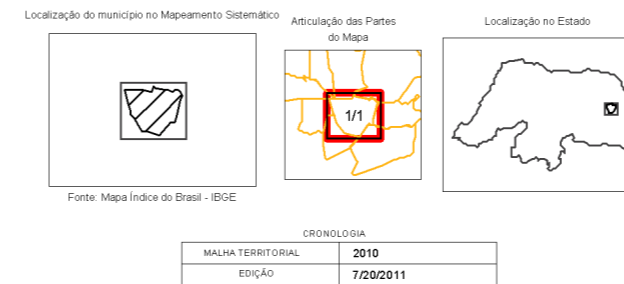 Localização do município no Mapeamento Sistemático
Articulação das Partes
do Mapa
Localização no Estado
1/1
Fonte: Mapa Índice do Brasil - IBGE
CRONOLOGIA
MALHA TERRITORIAL 2010
EDIÇÃO 7/20/2011